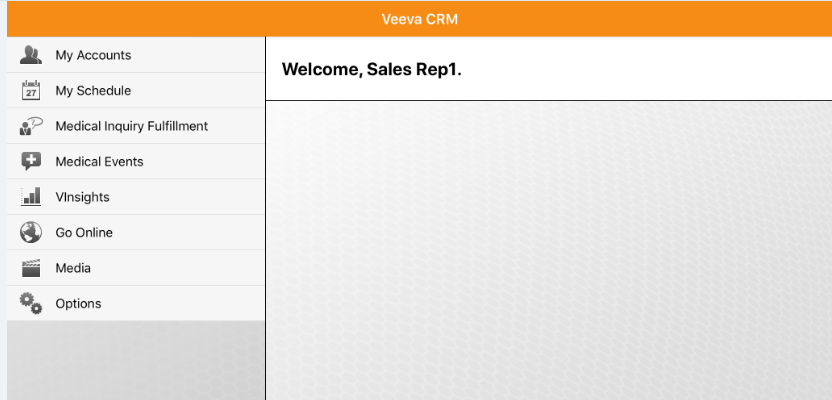 Veeva CRM
My Accounts
Welcome, Sales Rep1.
27
My Schedule
Medical Inquiry Fulfillment
Medical Events
VInsights
Go Online
Media
Options